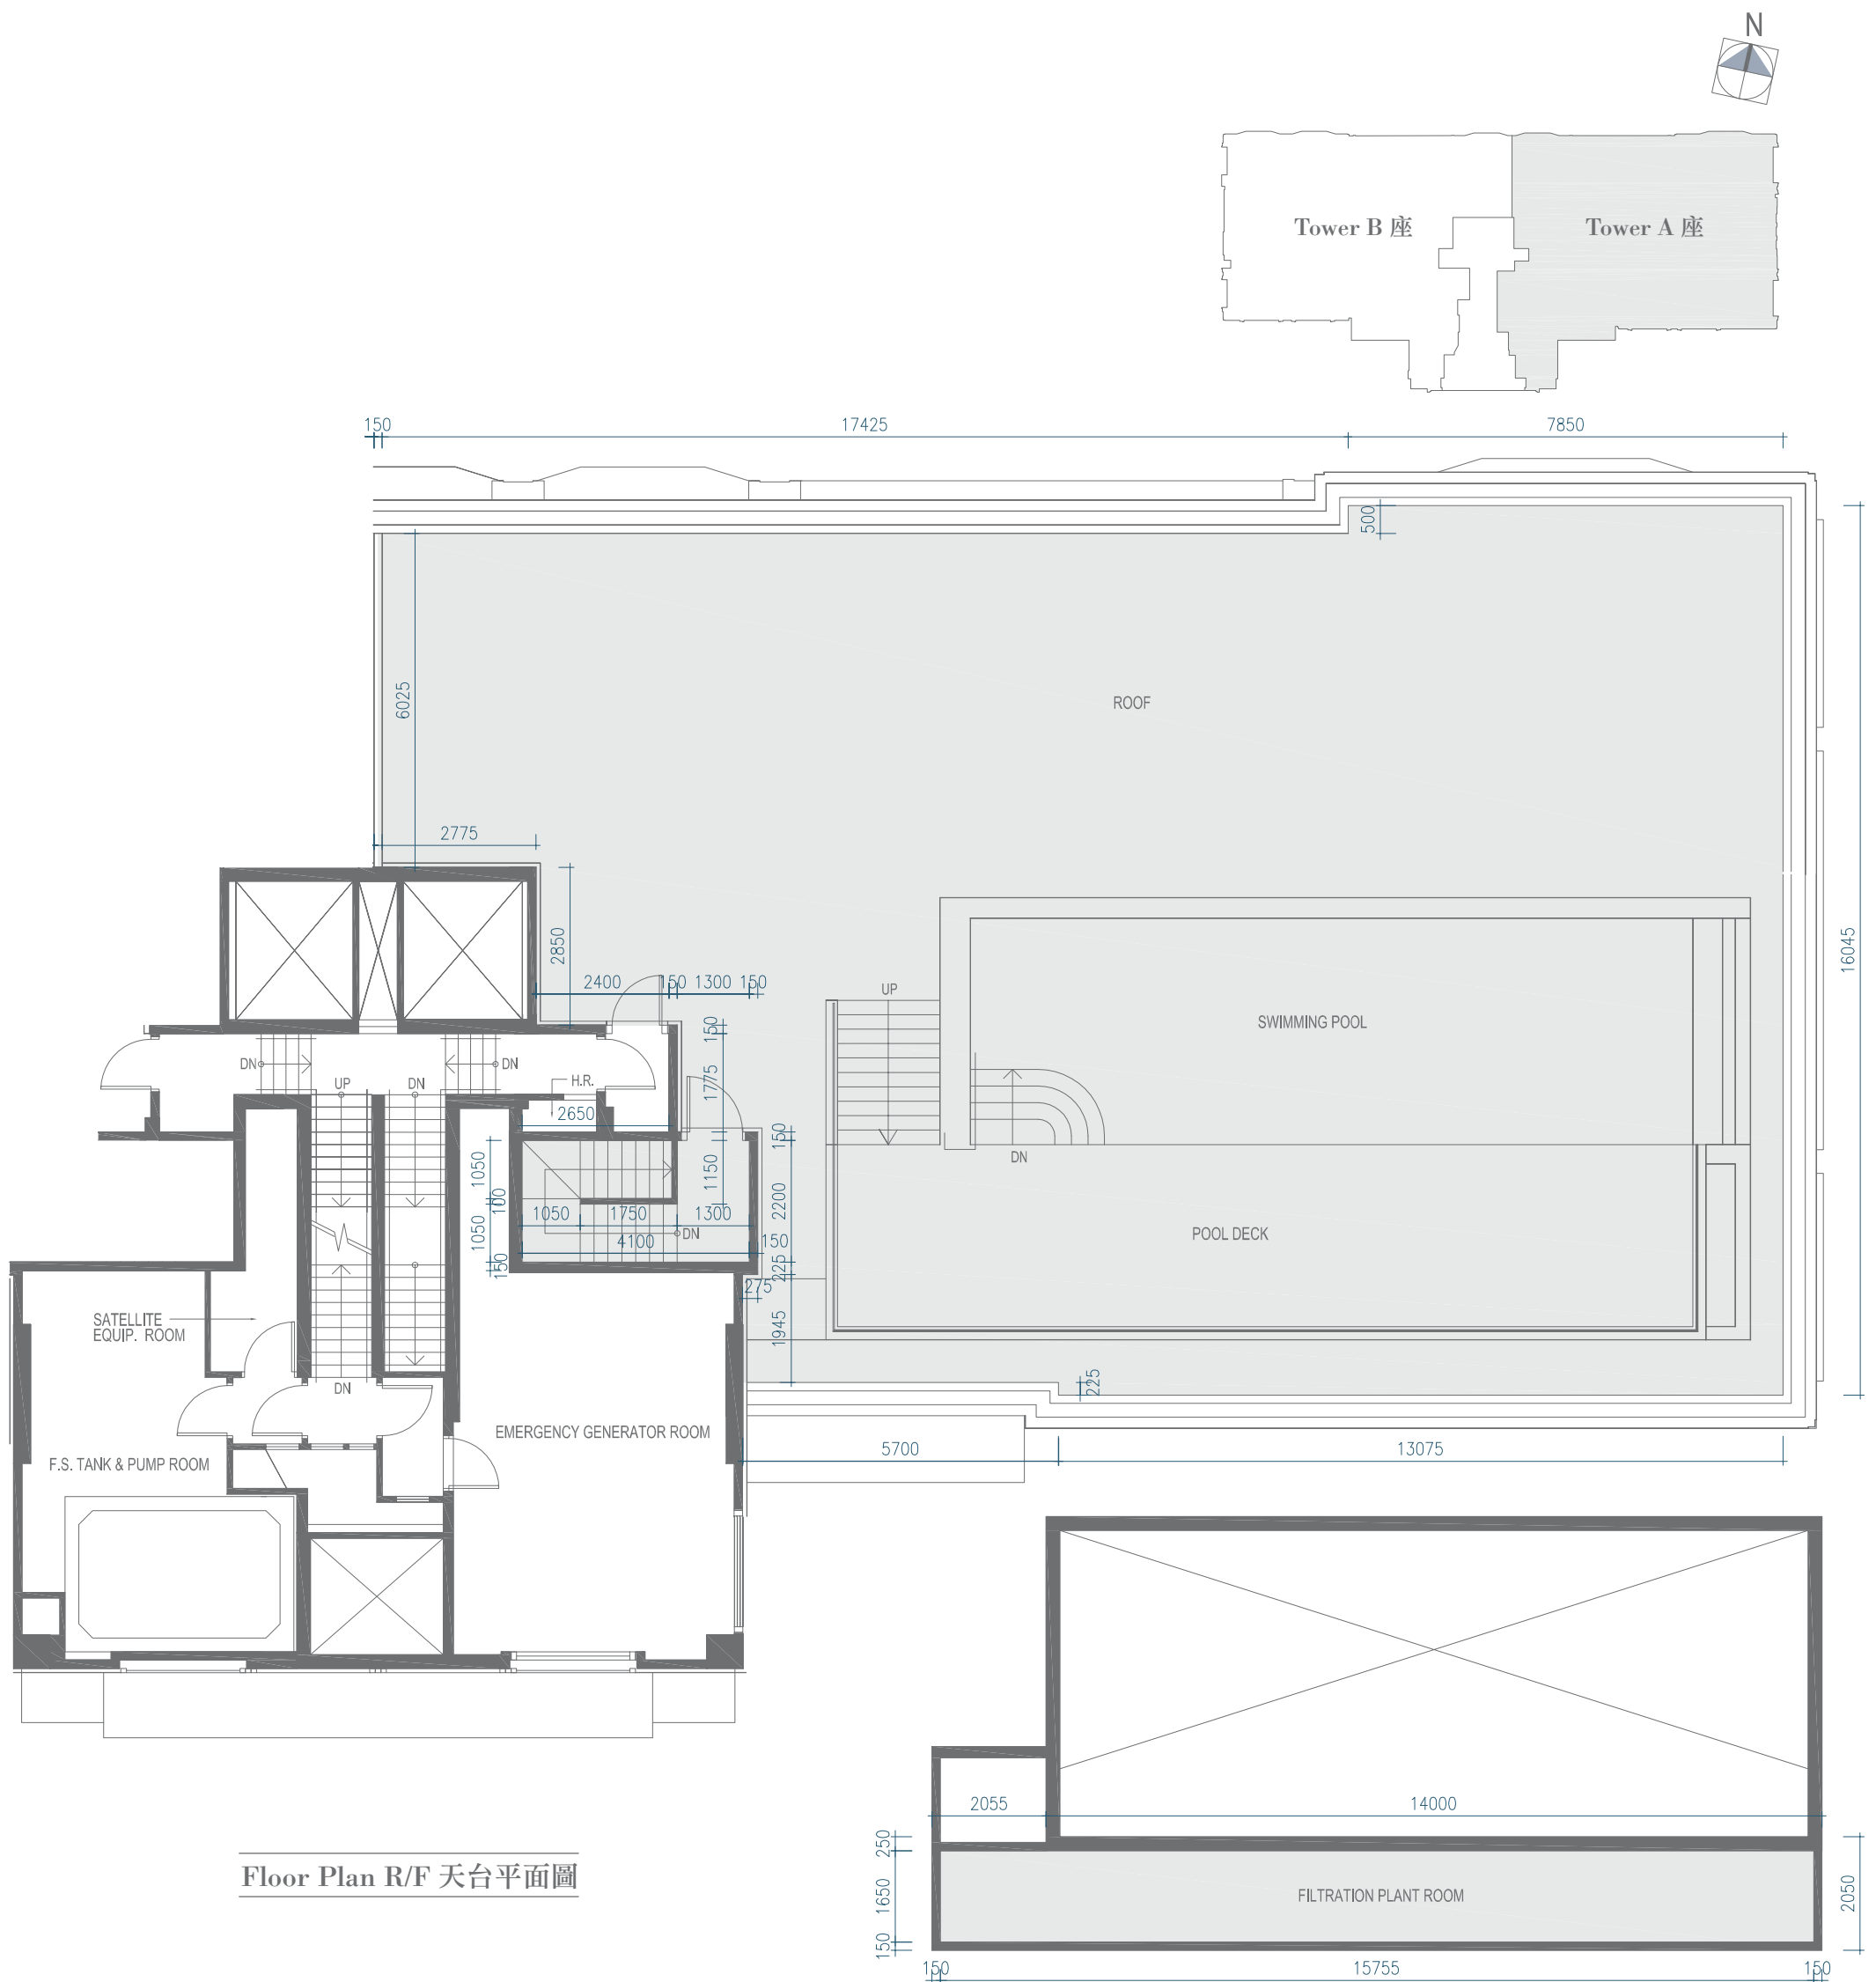 N
Tower B 座
Tower A 座
150
17425
7850
500
6025
ROOF
2775
16045
2850
2400
150
1300
150
UP
SWIMMING POOL
150
DN
DN
1775
UP
DN
H.R.
2650
150
DN
1050
1150
100
2200
1050
1750
1300
POOL DECK
1050
DN
4100
150
150
225
275
SATELLITE
EQUIP. ROOM
1945
DN
225
EMERGENCY GENERATOR ROOM
5700
13075
F.S. TANK & PUMP ROOM
2055
14000
250
Floor Plan R/F 天台平面圖
1650
FILTRATION PLANT ROOM
2050
150
150
15755
150